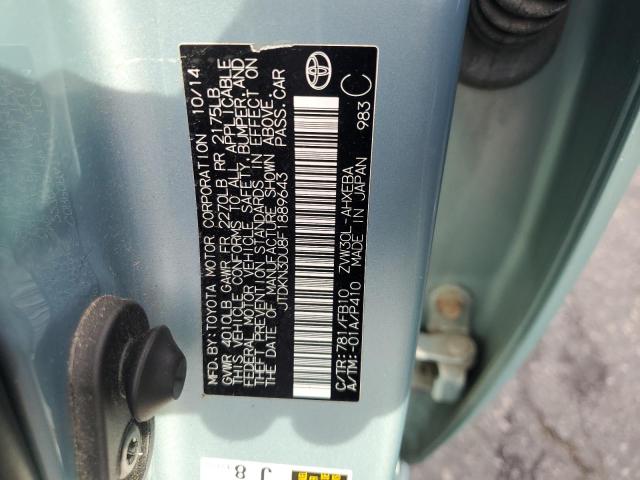 MFD. BY: TOYOTA MOTOR CORPORATION 10/14
GVWR 4010LB GAWR FR 2270LB RR 2175LB
THIS VEHICLE CONFORMS TO ALL APPLICABLE
FEDERAL MOTOR VEHICLE SAFETY, BUMPER, AND
THEFT PREVENTION STANDARDS IN EFFECT ON
THE DATE OF MANUFACTURE SHOWN ABOVE.
JTDKN3DU8F1889643 PASS. CAR
C/TR: 781/FB10 ZVW30L-AHXEBA
A/TM: -01A/P410 MADE IN JAPAN 983 C
J 8